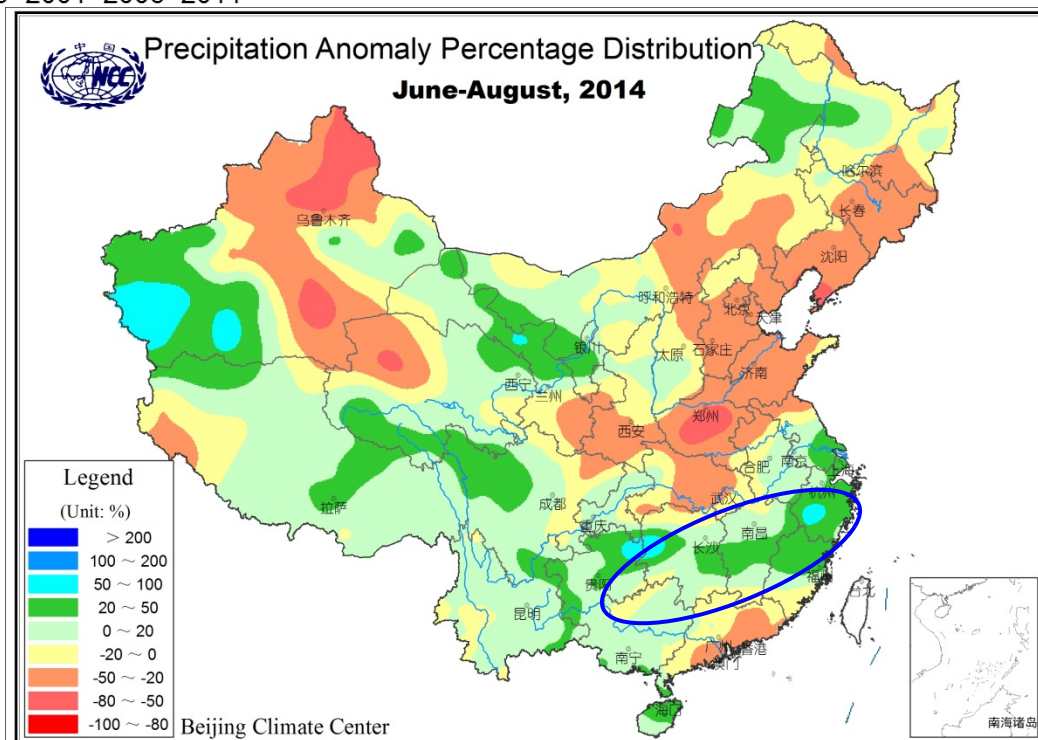 中 国
NCC
Precipitation Anomaly Percentage Distribution
June-August, 2014
哈尔滨
长春
乌鲁木齐
沈阳
呼和浩特
北京
天津
银川
太原
石家庄
济南
西宁
兰州
郑州
西安
南京
合肥
上海
拉萨
成都
武汉
杭州
重庆
南昌
长沙
贵阳
福州
台北
昆明
广州
香港
南宁
澳门
海口
Legend
(Unit: %)
＞ 200
100 ～ 200
50 ～ 100
20 ～ 50
0 ～ 20
-20 ～ 0
-50 ～ -20
-80 ～ -50
-100 ～ -80
Beijing Climate Center
南海诸岛